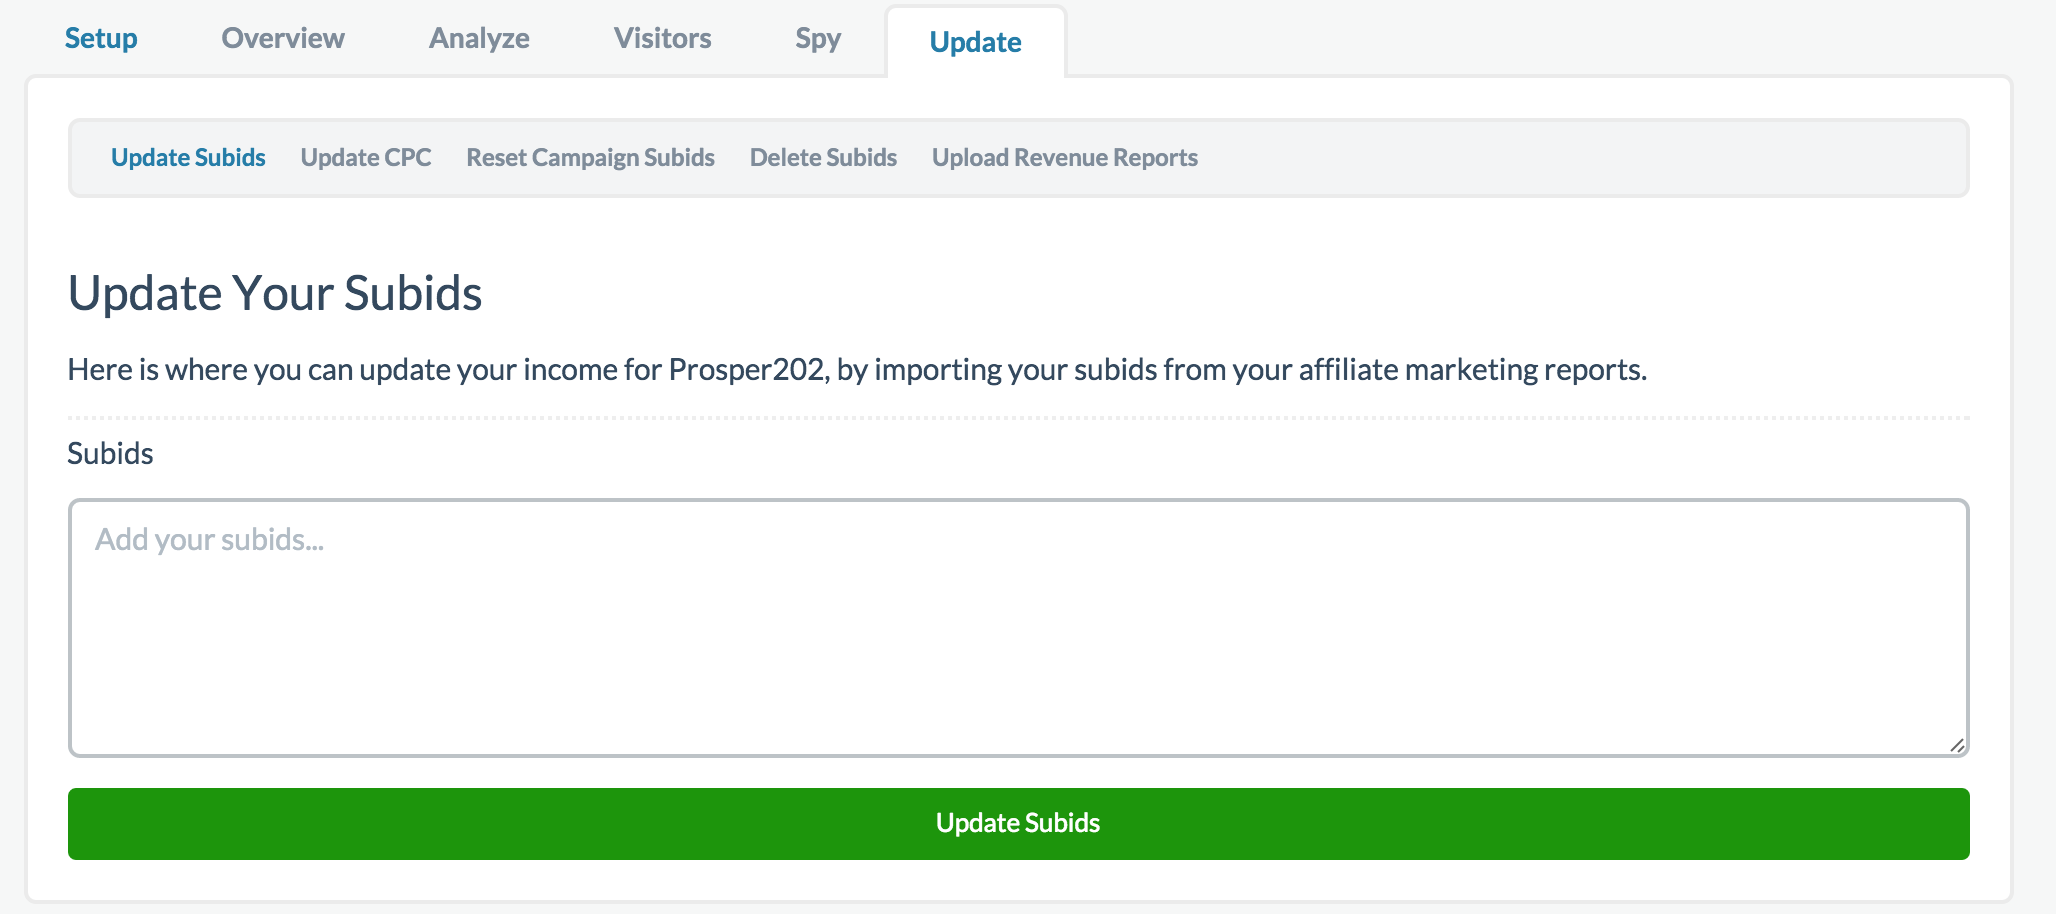 Setup Overview Analyze Visitors Spy Update
Update Subids Update CPC Reset Campaign Subids Delete Subids Upload Revenue Reports
Update Your Subids
Here is where you can update your income for Prosper202, by importing your subids from your affiliate marketing reports.
Subids
Add your subids...
Update Subids